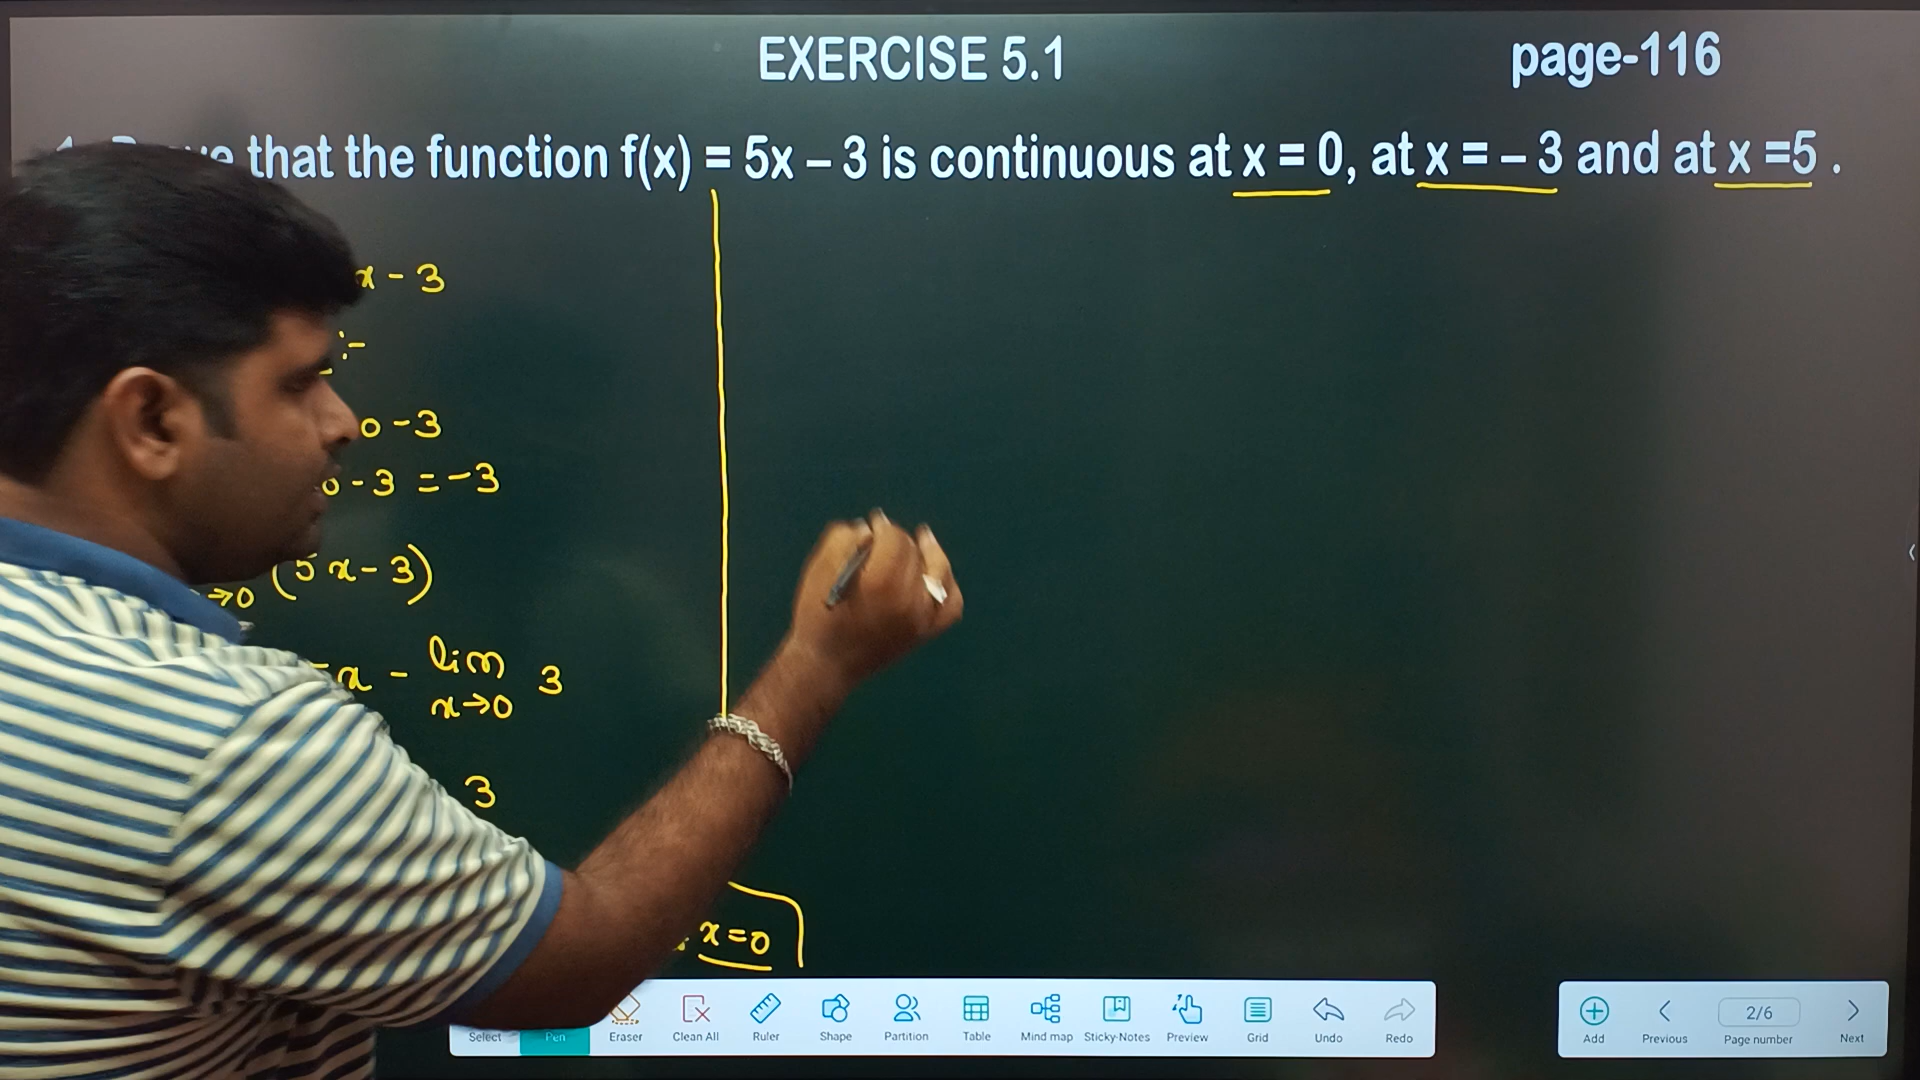 EXERCISE 5.1 page-116
that the function f(x) = 5x – 3 is continuous at x = 0, at x = – 3 and at x =5 .
x - 3
:-
0 - 3
0 - 3 = -3
→0 (5x - 3)
x - lim 3
x→0
3
x = 0
Select Pen Eraser Clean All Ruler Shape Partition Table Mind map Sticky-Notes Preview Grid Undo Redo
Add Previous 2/6 Page number Next